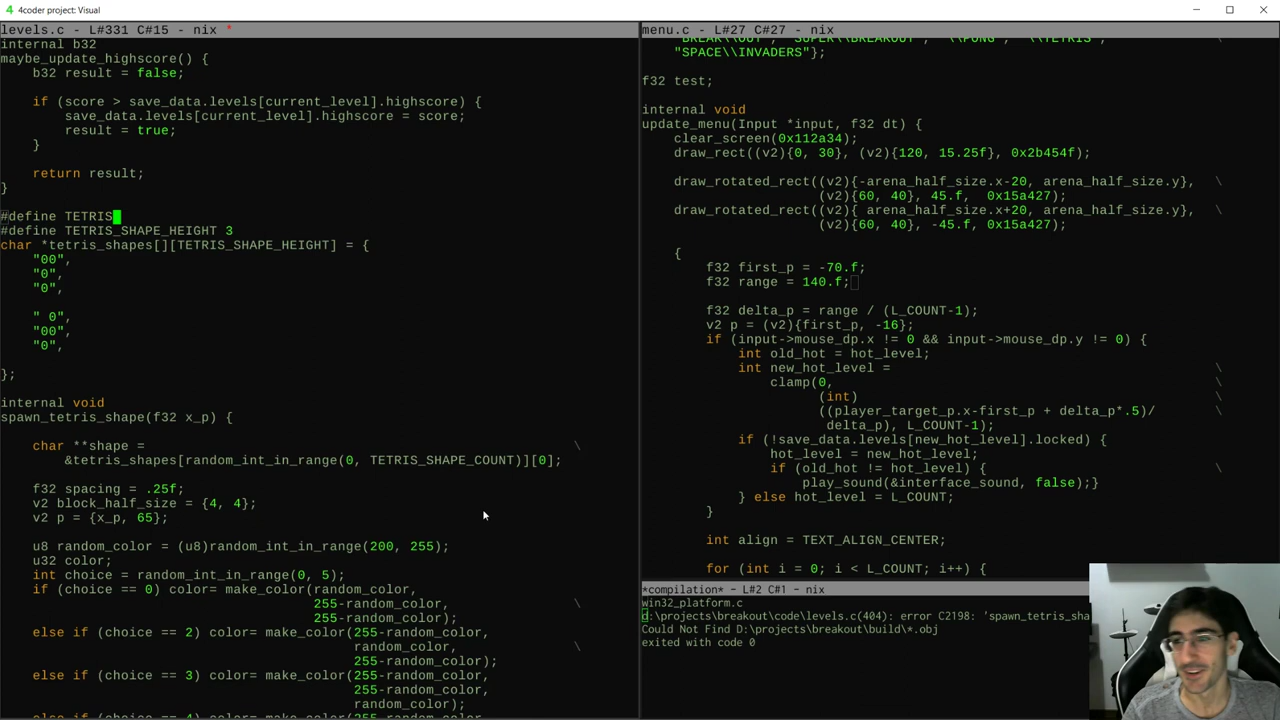 4coder project: Visual
levels.c - L#331 C#15 - nix *
internal b32
maybe_update_highscore() {
b32 result = false;
if (score > save_data.levels[current_level].highscore) {
save_data.levels[current_level].highscore = score;
result = true;
}
return result;
}
#define TETRIS
#define TETRIS_SHAPE_HEIGHT 3
char *tetris_shapes[][TETRIS_SHAPE_HEIGHT] = {
"00",
"0",
"0",
" 0",
"00",
"0",
};
internal void
spawn_tetris_shape(f32 x_p) {
char **shape = \
&tetris_shapes[random_int_in_range(0, TETRIS_SHAPE_COUNT)][0];
f32 spacing = .25f;
v2 block_half_size = {4, 4};
v2 p = {x_p, 65};
u8 random_color = (u8)random_int_in_range(200, 255);
u32 color;
int choice = random_int_in_range(0, 5);
if (choice == 0) color= make_color(random_color,
255-random_color, \
255-random_color);
else if (choice == 2) color= make_color(255-random_color,
random_color, \
255-random_color);
else if (choice == 3) color= make_color(255-random_color,
255-random_color,
random_color);
else if (choice == 4) color= make_color(255-random_color,
menu.c - L#27 C#27 - nix
"BREAK\\OUT", "SUPER\\BREAKOUT", "\\PONG", "\\TETRIS", \
"SPACE\\INVADERS"};
f32 test;
internal void
update_menu(Input *input, f32 dt) {
clear_screen(0x112a34);
draw_rect((v2){0, 30}, (v2){120, 15.25f}, 0x2b454f);
draw_rotated_rect((v2){-arena_half_size.x-20, arena_half_size.y}, \
(v2){60, 40}, 45.f, 0x15a427);
draw_rotated_rect((v2){ arena_half_size.x+20, arena_half_size.y}, \
(v2){60, 40}, -45.f, 0x15a427);
{
f32 first_p = -70.f;
f32 range = 140.f;
f32 delta_p = range / (L_COUNT-1);
v2 p = (v2){first_p, -16};
if (input->mouse_dp.x != 0 && input->mouse_dp.y != 0) {
int old_hot = hot_level;
int new_hot_level = \
clamp(0, \
(int) \
((player_target_p.x-first_p + delta_p*.5)/ \
delta_p), L_COUNT-1);
if (!save_data.levels[new_hot_level].locked) {
hot_level = new_hot_level;
if (old_hot != hot_level) { \
play_sound(&interface_sound, false);}
} else hot_level = L_COUNT;
}
int align = TEXT_ALIGN_CENTER;
for (int i = 0; i < L_COUNT; i++) {
*compilation* - L#2 C#1 - nix
win32_platform.c
d:\projects\breakout\code\levels.c(404): error C2198: 'spawn_tetris_sha
Could Not Find D:\projects\breakout\build\*.obj
exited with code 0